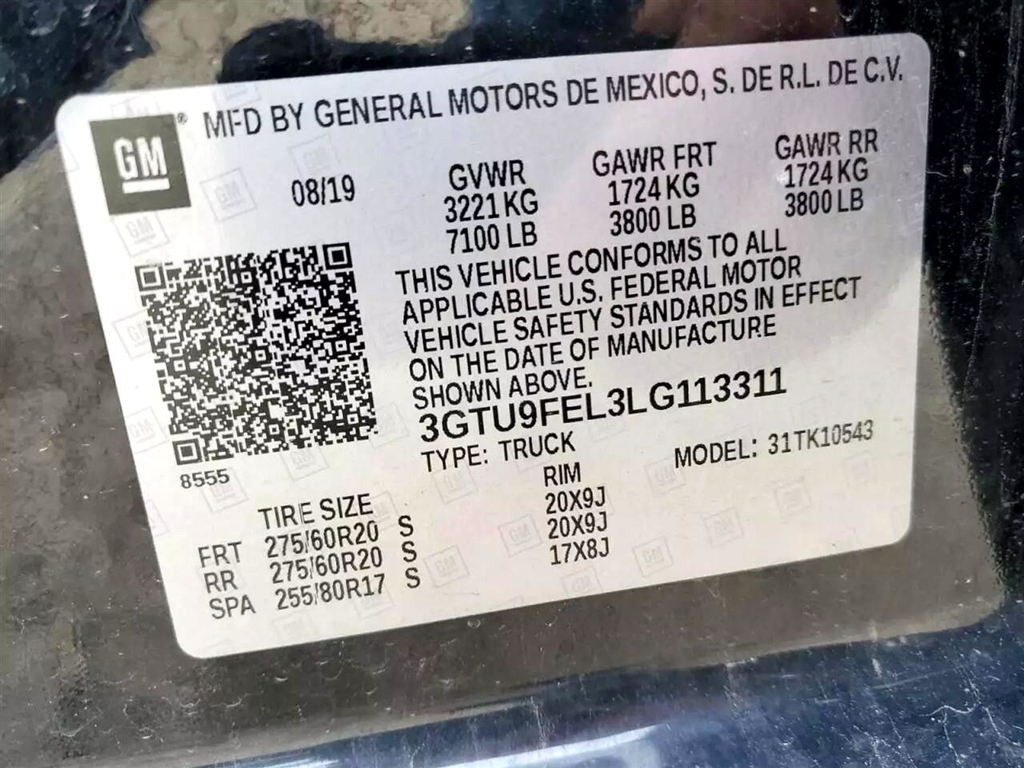 GM® MFD BY GENERAL MOTORS DE MEXICO, S. DE R.L. DE C.V.
08/19
GVWR GAWR FRT GAWR RR
3221 KG 1724 KG 1724 KG
7100 LB 3800 LB 3800 LB
THIS VEHICLE CONFORMS TO ALL
APPLICABLE U.S. FEDERAL MOTOR
VEHICLE SAFETY STANDARDS IN EFFECT
ON THE DATE OF MANUFACTURE
SHOWN ABOVE.
3GTU9FEL3LG113311
8555
TYPE: TRUCK MODEL: 31TK10543
TIRE SIZE RIM
FRT 275/60R20 S 20X9J
RR 275/60R20 S 20X9J
SPA 255/80R17 S 17X8J